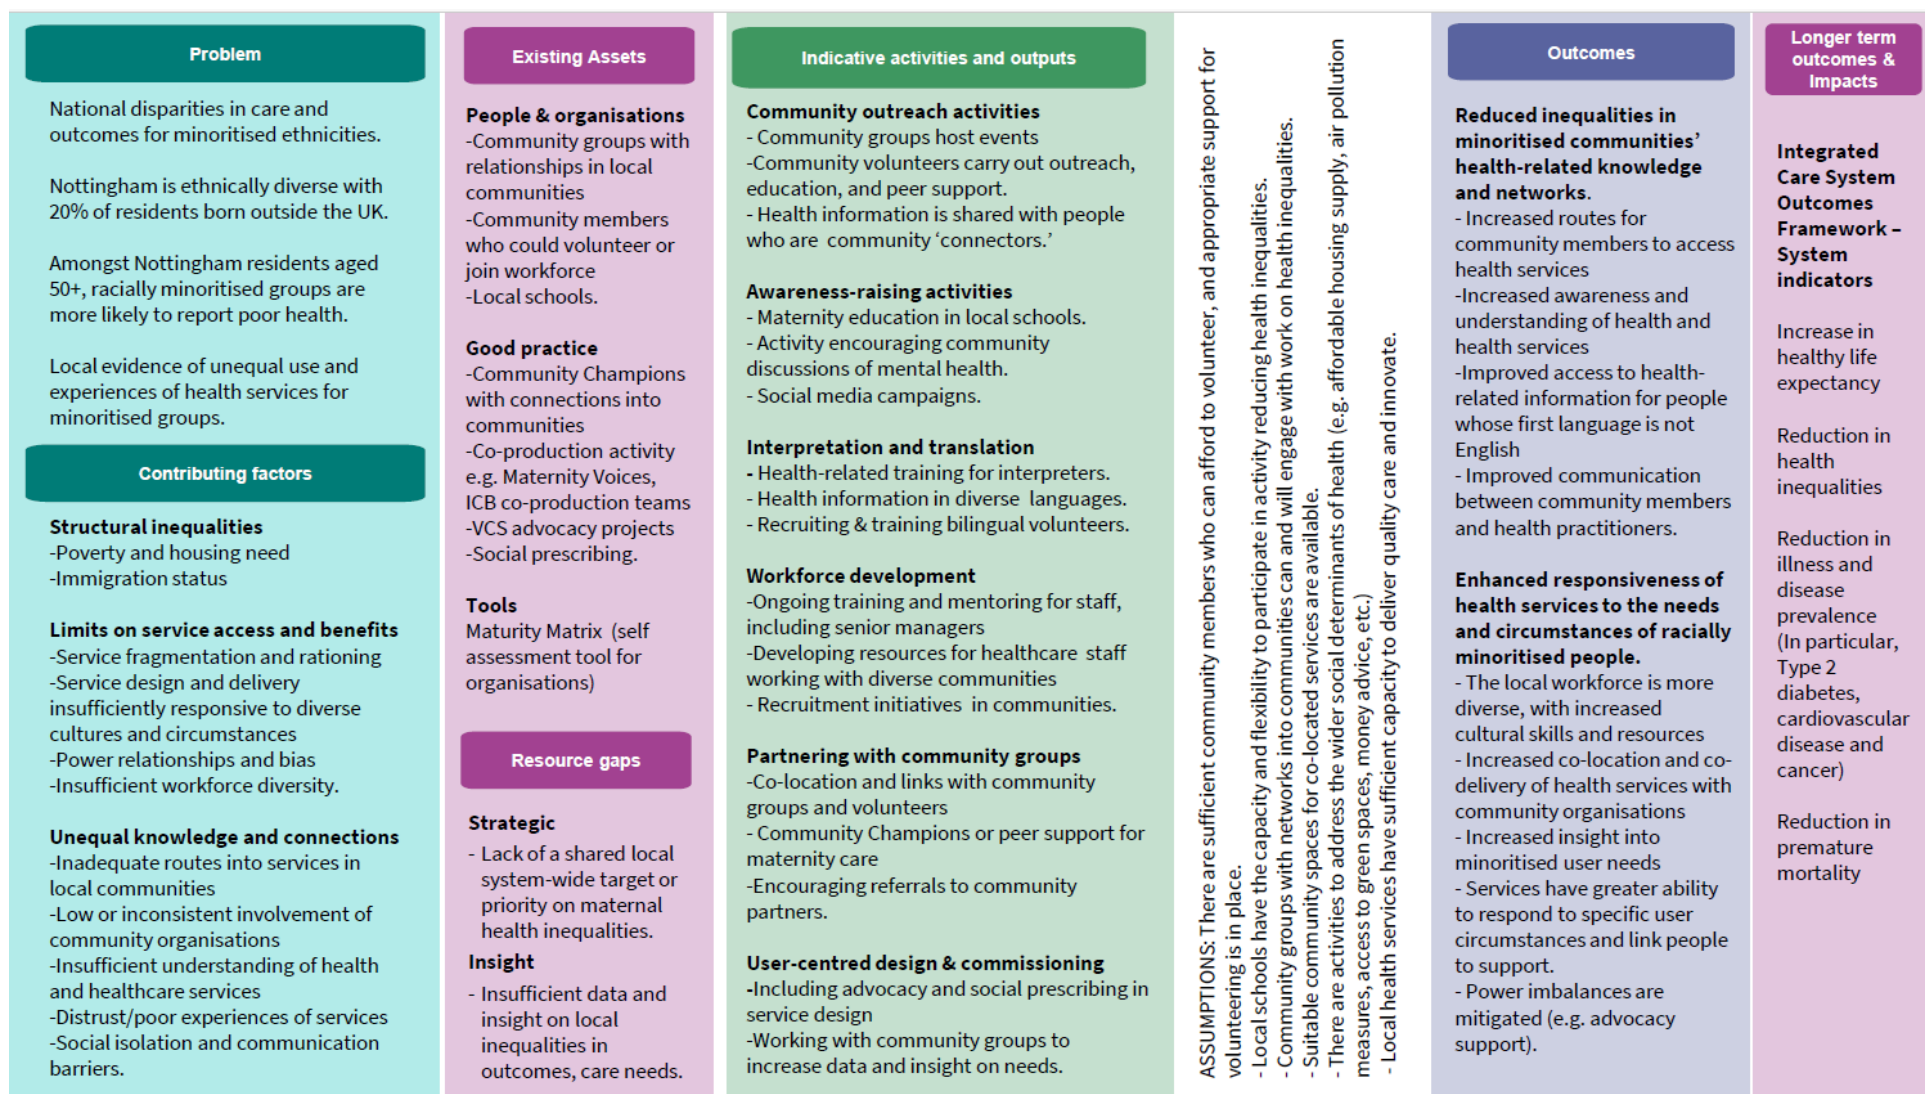 Problem
National disparities in care and
outcomes for minoritised ethnicities.
Nottingham is ethnically diverse with
20% of residents born outside the UK.
Amongst Nottingham residents aged
50+, racially minoritised groups are
more likely to report poor health.
Local evidence of unequal use and
experiences of health services for
minoritised groups.
Contributing factors
Structural inequalities
-Poverty and housing need
-Immigration status
Limits on service access and benefits
-Service fragmentation and rationing
-Service design and delivery
insufficiently responsive to diverse
cultures and circumstances
-Power relationships and bias
-Insufficient workforce diversity.
Unequal knowledge and connections
-Inadequate routes into services in
local communities
-Low or inconsistent involvement of
community organisations
-Insufficient understanding of health
and healthcare services
-Distrust/poor experiences of services
-Social isolation and communication
barriers.
Existing Assets
People & organisations
-Community groups with
relationships in local
communities
-Community members
who could volunteer or
join workforce
-Local schools.
Good practice
-Community Champions
with connections into
communities
-Co-production activity
e.g. Maternity Voices,
ICB co-production teams
-VCS advocacy projects
-Social prescribing.
Tools
Maturity Matrix (self
assessment tool for
organisations)
Resource gaps
Strategic
- Lack of a shared local
system-wide target or
priority on maternal
health inequalities.
Insight
- Insufficient data and
insight on local
inequalities in
outcomes, care needs.
Indicative activities and outputs
Community outreach activities
- Community groups host events
-Community volunteers carry out outreach,
education, and peer support.
- Health information is shared with people
who are community ‘connectors.’
Awareness-raising activities
- Maternity education in local schools.
- Activity encouraging community
discussions of mental health.
- Social media campaigns.
Interpretation and translation
- Health-related training for interpreters.
- Health information in diverse languages.
- Recruiting & training bilingual volunteers.
Workforce development
-Ongoing training and mentoring for staff,
including senior managers
-Developing resources for healthcare staff
working with diverse communities
- Recruitment initiatives in communities.
Partnering with community groups
-Co-location and links with community
groups and volunteers
- Community Champions or peer support for
maternity care
-Encouraging referrals to community
partners.
User-centred design & commissioning
-Including advocacy and social prescribing in
service design
-Working with community groups to
increase data and insight on needs.
ASSUMPTIONS: There are sufficient community members who can afford to volunteer, and appropriate support for
volunteering is in place.
- Local schools have the capacity and flexibility to participate in activity reducing health inequalities.
- Community groups with networks into communities can and will engage with work on health inequalities.
- Suitable community spaces for co-located services are available.
- There are activities to address the wider social determinants of health (e.g. affordable housing supply, air pollution
measures, access to green spaces, money advice, etc.)
- Local health services have sufficient capacity to deliver quality care and innovate.
Outcomes
Reduced inequalities in
minoritised communities’
health-related knowledge
and networks.
- Increased routes for
community members to access
health services
-Increased awareness and
understanding of health and
health services
-Improved access to health-
related information for people
whose first language is not
English
- Improved communication
between community members
and health practitioners.
Enhanced responsiveness of
health services to the needs
and circumstances of racially
minoritised people.
- The local workforce is more
diverse, with increased
cultural skills and resources
- Increased co-location and co-
delivery of health services with
community organisations
- Increased insight into
minoritised user needs
- Services have greater ability
to respond to specific user
circumstances and link people
to support.
- Power imbalances are
mitigated (e.g. advocacy
support).
Longer term
outcomes &
Impacts
Integrated
Care System
Outcomes
Framework –
System
indicators
Increase in
healthy life
expectancy
Reduction in
health
inequalities
Reduction in
illness and
disease
prevalence
(In particular,
Type 2
diabetes,
cardiovascular
disease and
cancer)
Reduction in
premature
mortality